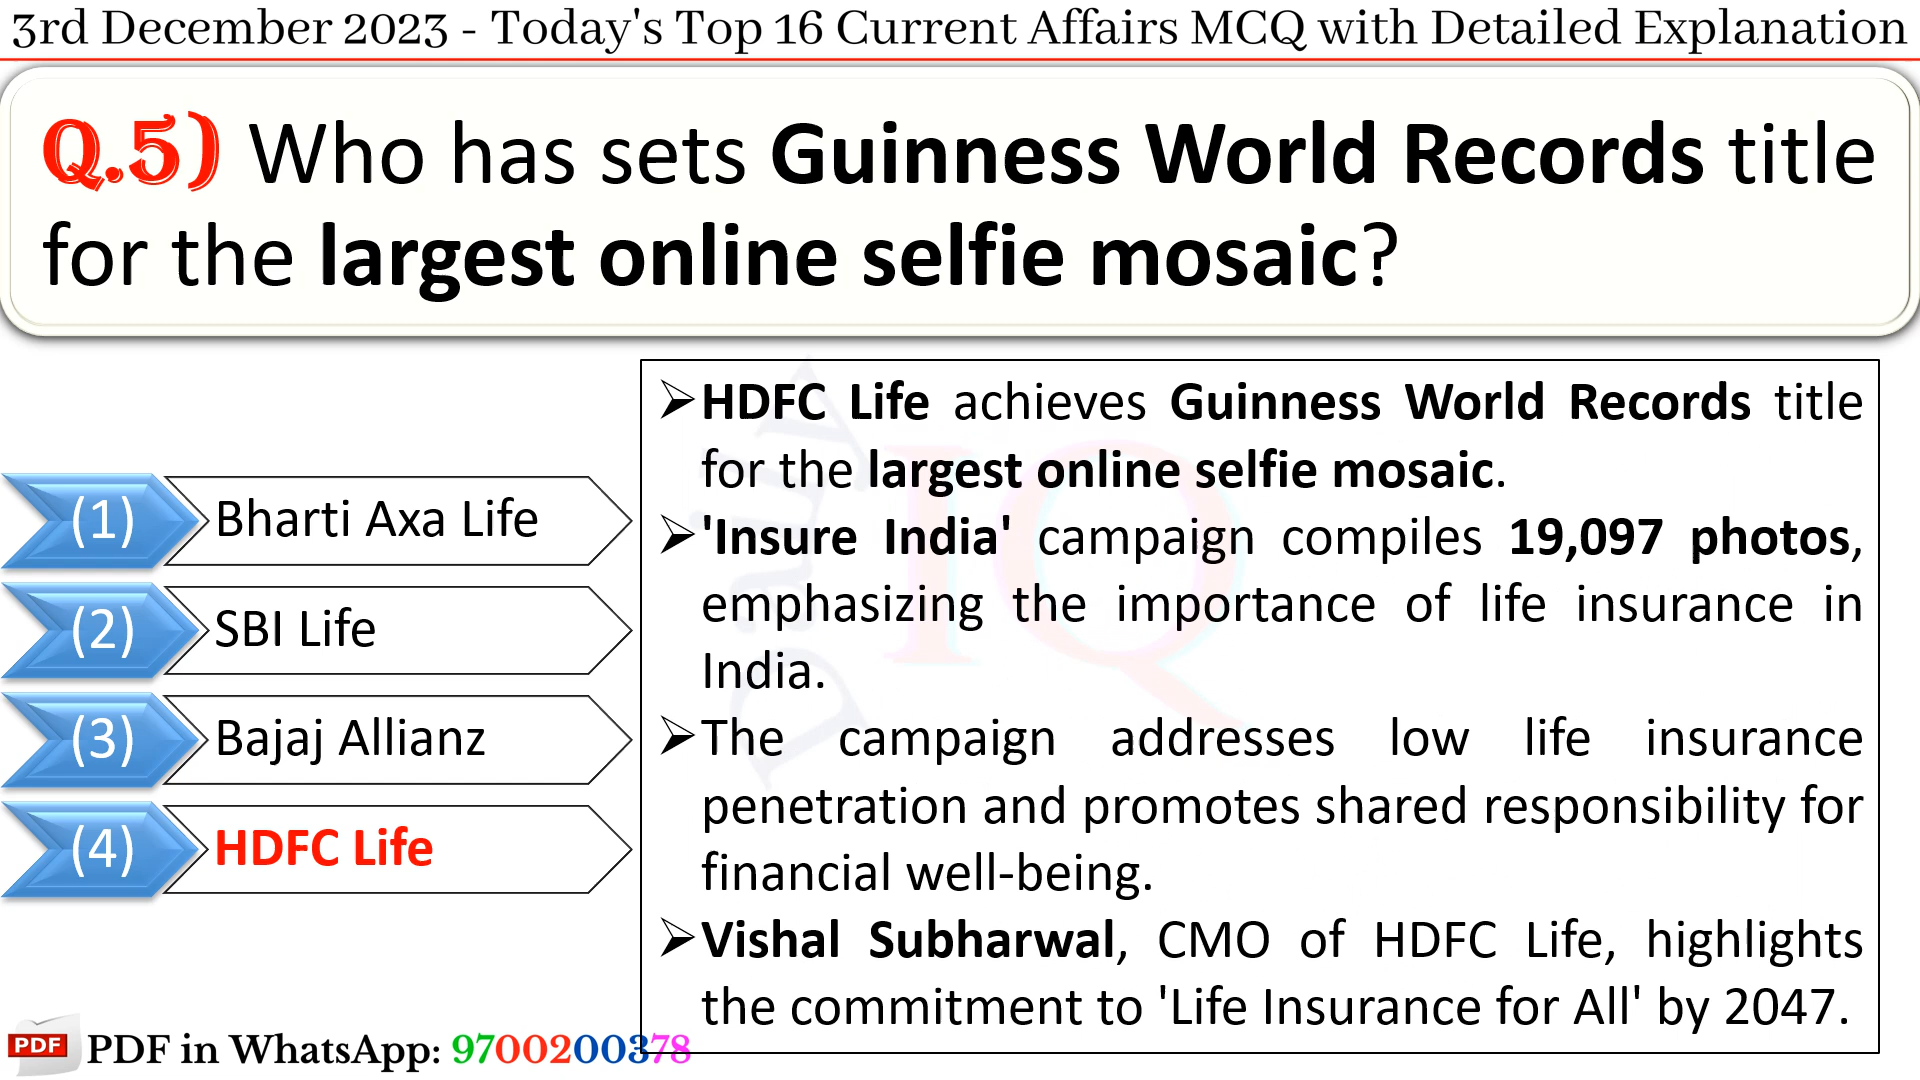 3rd December 2023 - Today's Top 16 Current Affairs MCQ with Detailed Explanation
Q.5) Who has sets Guinness World Records title
for the largest online selfie mosaic?
(1) Bharti Axa Life
(2) SBI Life
(3) Bajaj Allianz
(4) HDFC Life
➢HDFC Life achieves Guinness World Records title
for the largest online selfie mosaic.
➢'Insure India' campaign compiles 19,097 photos,
emphasizing the importance of life insurance in
India.
➢The campaign addresses low life insurance
penetration and promotes shared responsibility for
financial well-being.
➢Vishal Subharwal, CMO of HDFC Life, highlights
the commitment to 'Life Insurance for All' by 2047.
Daily IQ
PDF PDF in WhatsApp: 9700200378